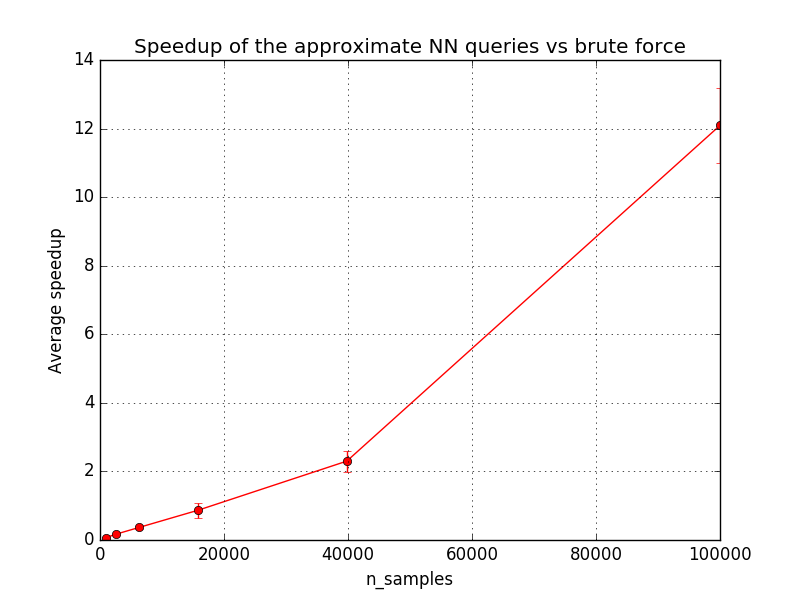 Speedup of the approximate NN queries vs brute force
14
12
10
8
6
4
2
0
Average speedup
0 20000 40000 60000 80000 100000
n_samples